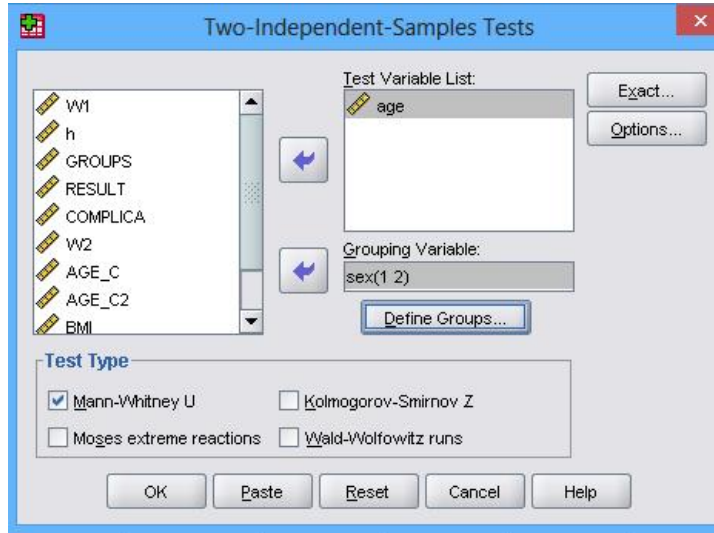 Two-Independent-Samples Tests
W1
h
GROUPS
RESULT
COMPLICA
W2
AGE_C
AGE_C2
BMI
Test Variable List:
age
Grouping Variable:
sex(1 2)
Define Groups...
Exact...
Options...
Test Type
Mann-Whitney U
Kolmogorov-Smirnov Z
Moses extreme reactions
Wald-Wolfowitz runs
OK
Paste
Reset
Cancel
Help